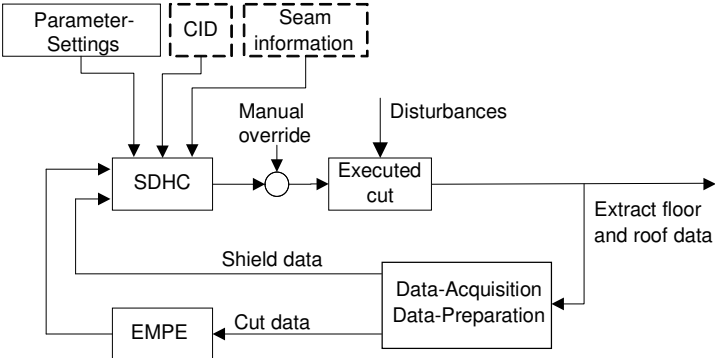 Parameter-
Settings
CID
Seam
information
Manual
override
Disturbances
SDHC
Executed
cut
Extract floor
and roof data
Shield data
Data-Acquisition
Data-Preparation
EMPE
Cut data